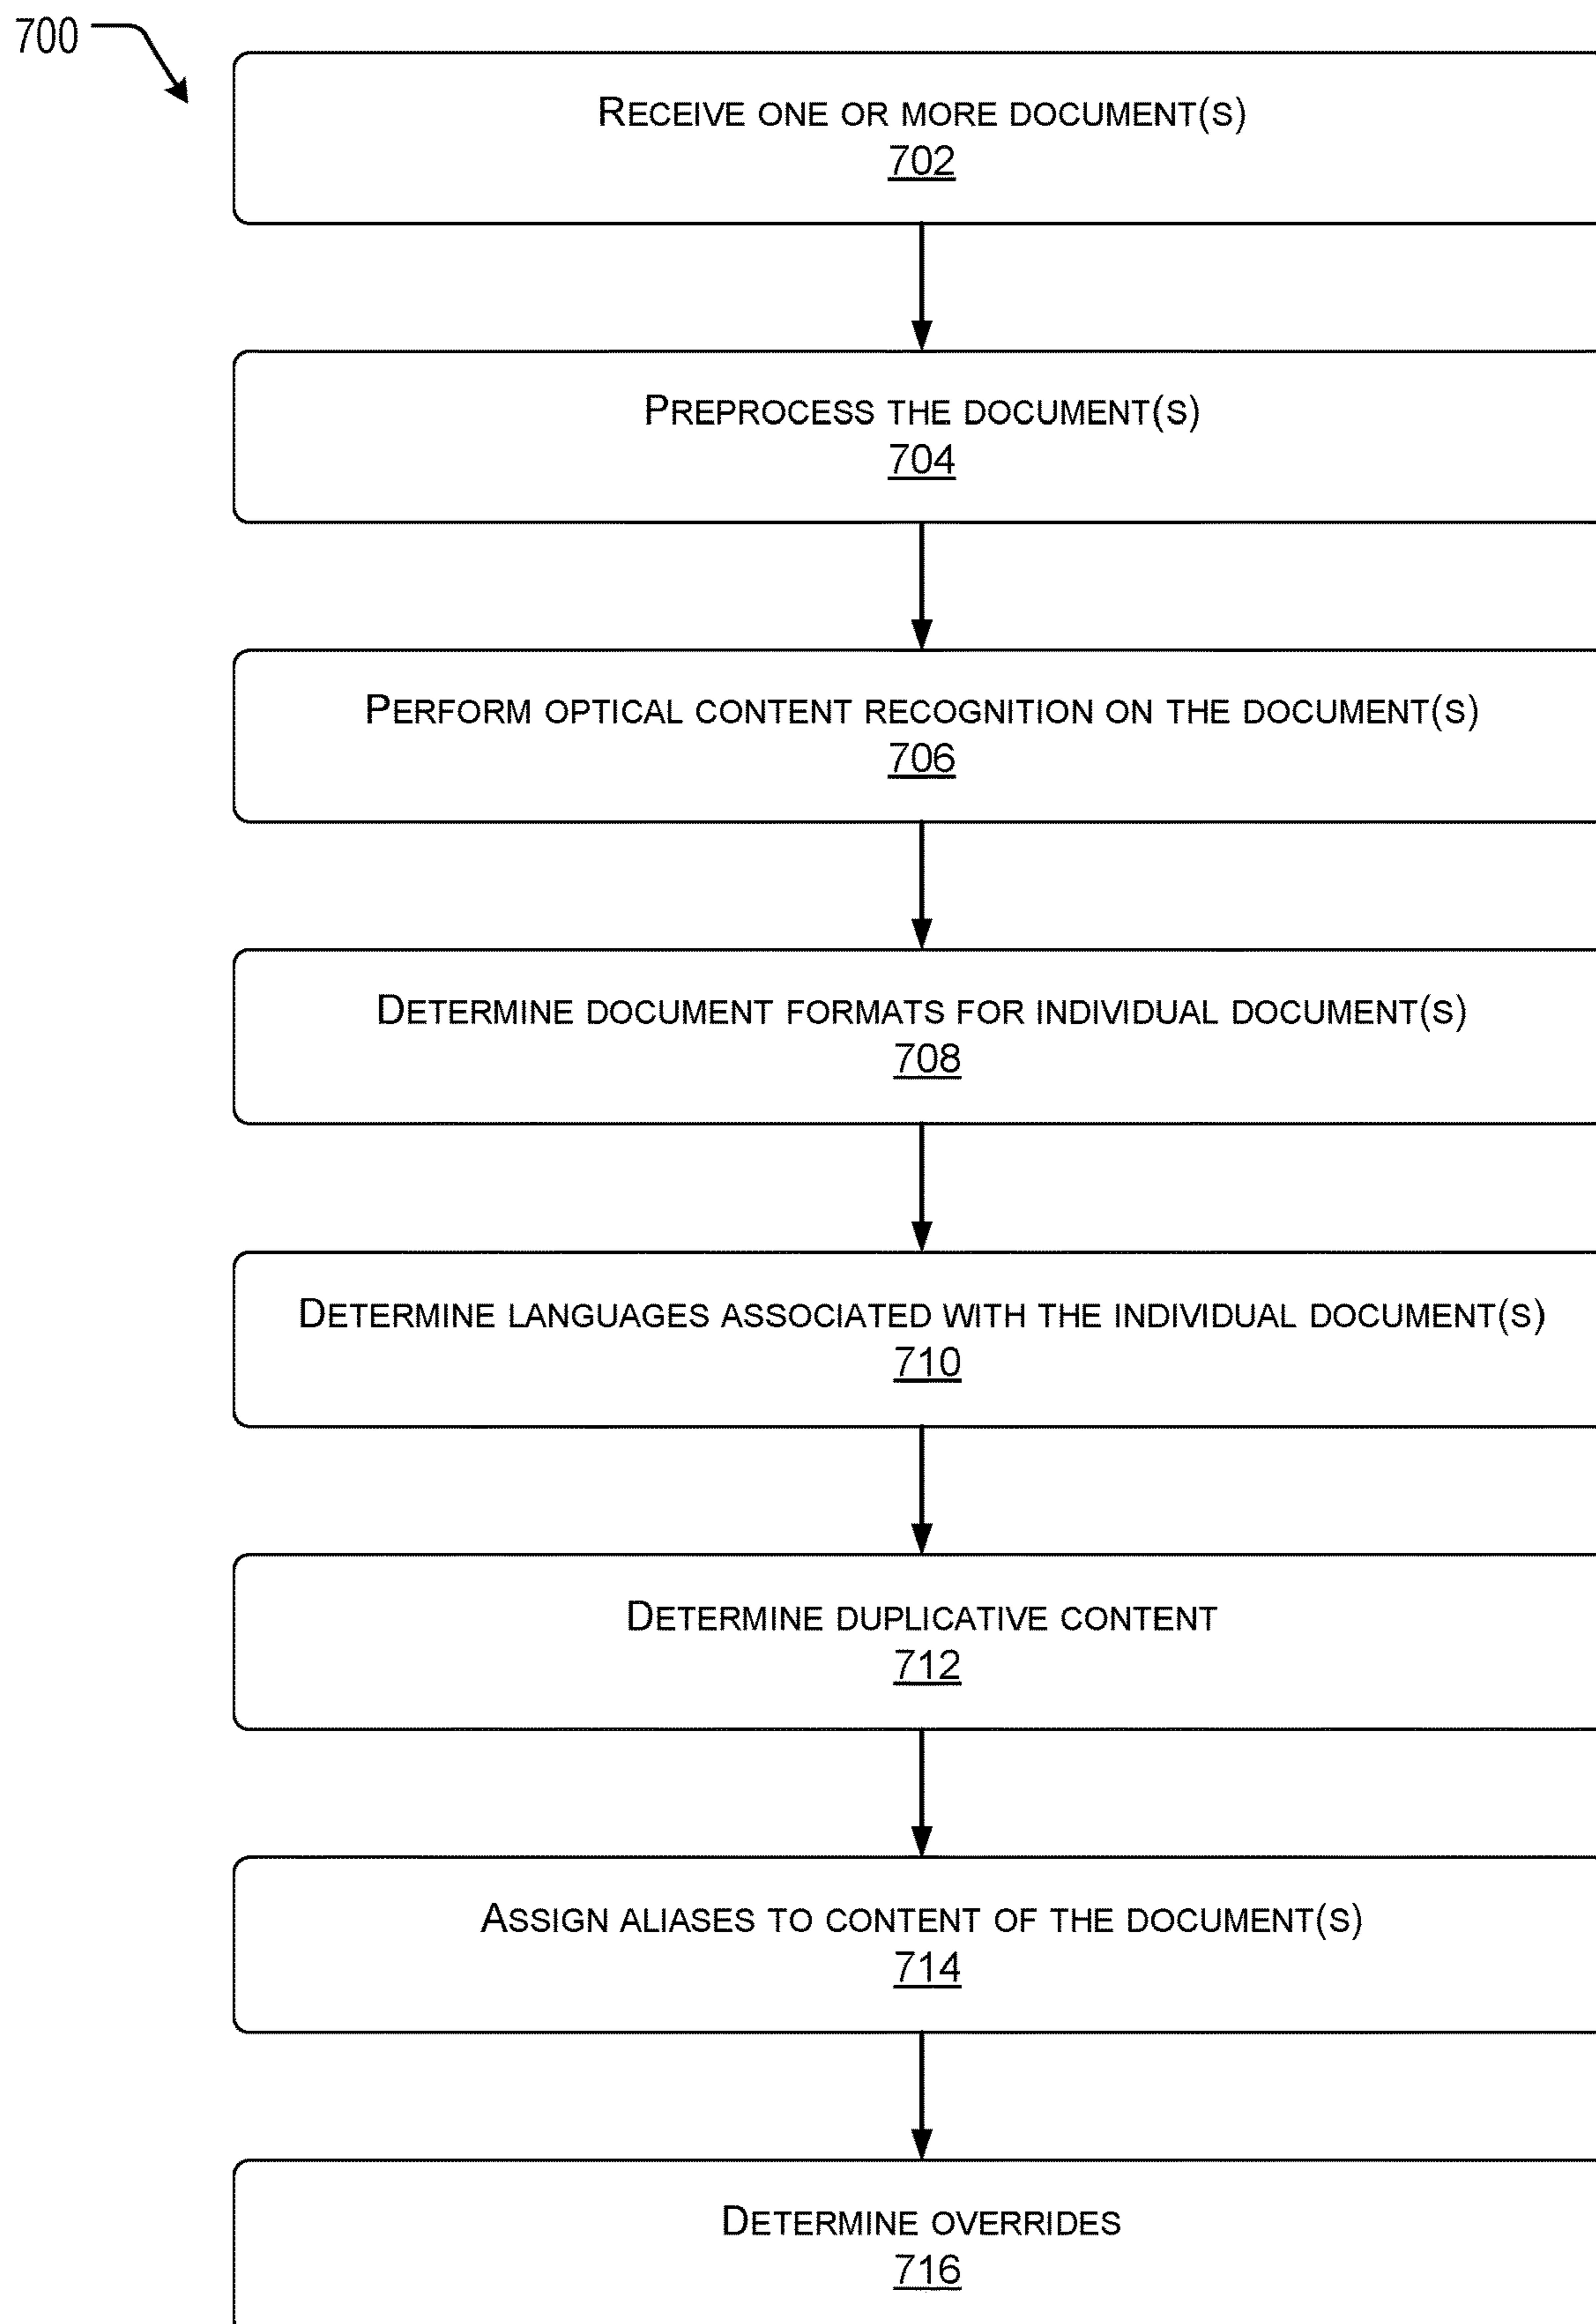 700
RECEIVE ONE OR MORE DOCUMENT(S)
702
PREPROCESS THE DOCUMENT(S)
704
PERFORM OPTICAL CONTENT RECOGNITION ON THE DOCUMENT(S)
706
DETERMINE DOCUMENT FORMATS FOR INDIVIDUAL DOCUMENT(S)
708
DETERMINE LANGUAGES ASSOCIATED WITH THE INDIVIDUAL DOCUMENT(S)
710
DETERMINE DUPLICATIVE CONTENT
712
ASSIGN ALIASES TO CONTENT OF THE DOCUMENT(S)
714
DETERMINE OVERRIDES
716